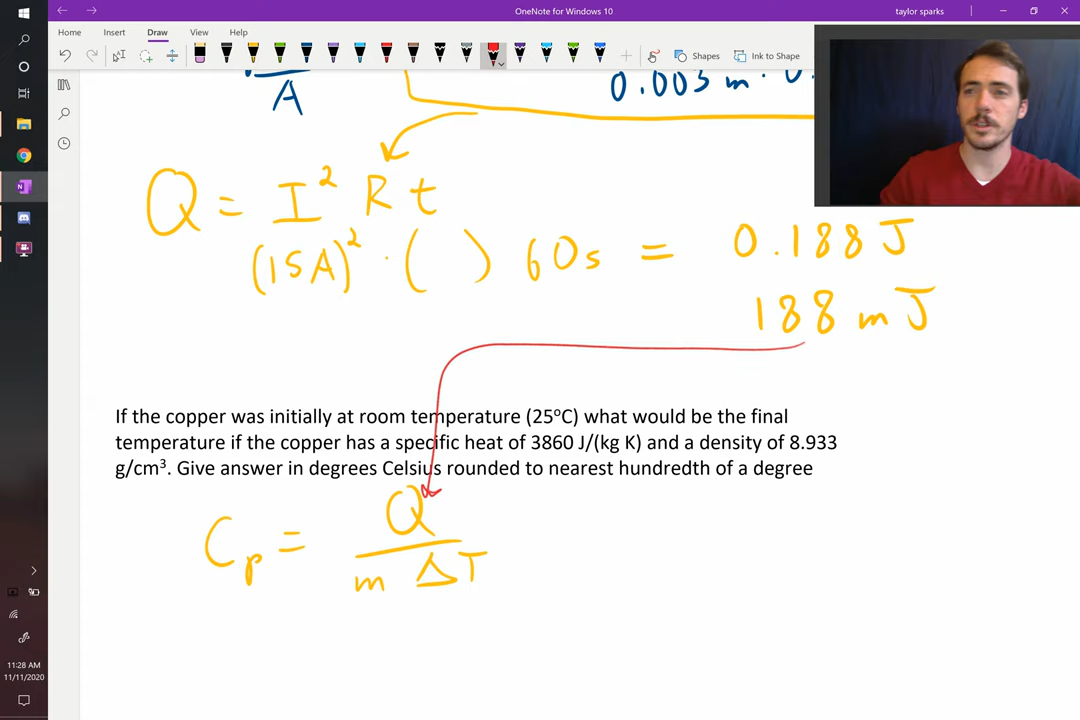 OneNote for Windows 10
taylor sparks
Home Insert Draw View Help
Shapes
Ink to Shape
A
0.005 m · 0.
Q = I² R t
(15A)² · ( ) 60s = 0.188 J
188 mJ
If the copper was initially at room temperature (25°C) what would be the final
temperature if the copper has a specific heat of 3860 J/(kg K) and a density of 8.933
g/cm³. Give answer in degrees Celsius rounded to nearest hundredth of a degree
Cp = Q
m ΔT
11:28 AM
11/11/2020